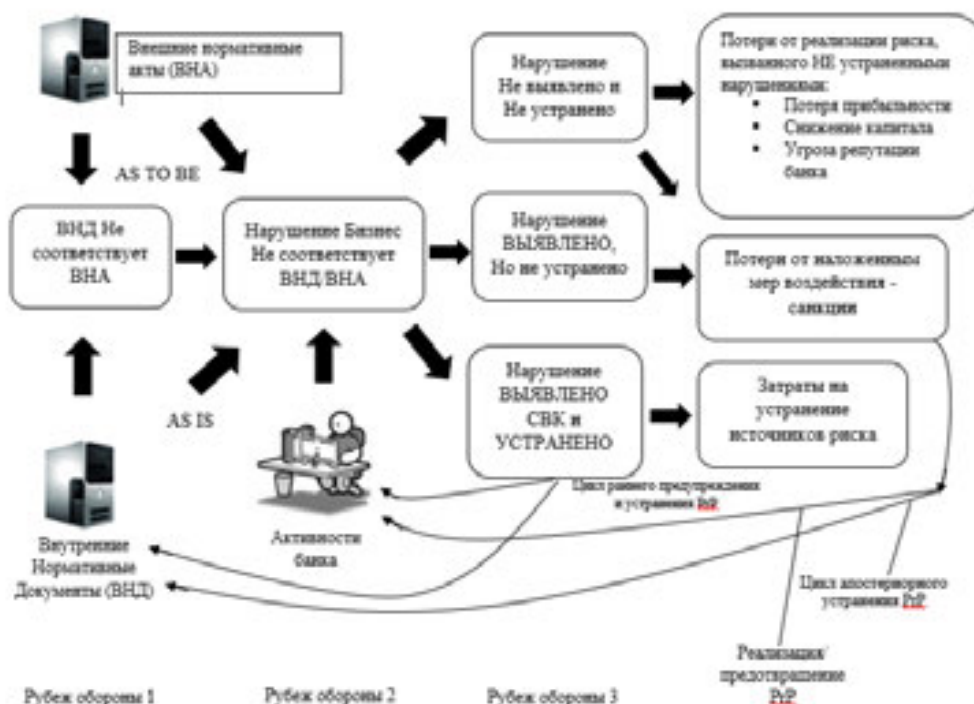 Внешние нормативные
акты (ВНА)
AS TO BE
ВНД Не
соответствует
ВНА
Нарушение Бизнес
Не соответствует
ВНД/ВНА
Нарушение
Не выявлено и
Не устранено
Потери от реализации риска,
вызванного НЕ устраненными
нарушениями:
Потеря прибыльности
Снижение капитала
Угроза репутации
банка
Нарушение
ВЫЯВЛЕНО,
Но не устранено
Потери от наложенным
мер воздействия -
санкции
Нарушение
ВЫЯВЛЕНО
СВК и
УСТРАНЕНО
Затраты на
устранение
источников риска
AS IS
Цикл раннего предупреждения
и устранения РгР
Внутренние
Нормативные
Документы (ВНД)
Активности
банка
Цикл апостериорного
устранения РгР
Реализация/
предотвращение
РгР
Рубеж обороны 1
Рубеж обороны 2
Рубеж обороны 3